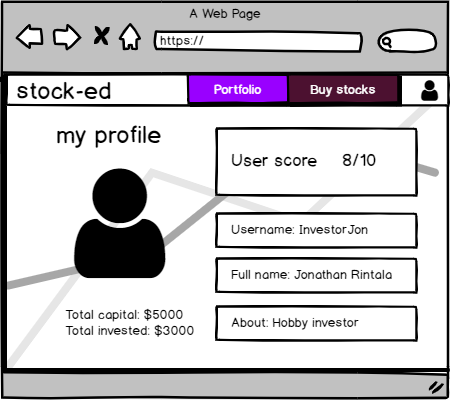 A Web Page
https://
stock-ed
Portfolio
Buy stocks
my profile
User score 8/10
Username: InvestorJon
Full name: Jonathan Rintala
About: Hobby investor
Total capital: $5000
Total invested: $3000